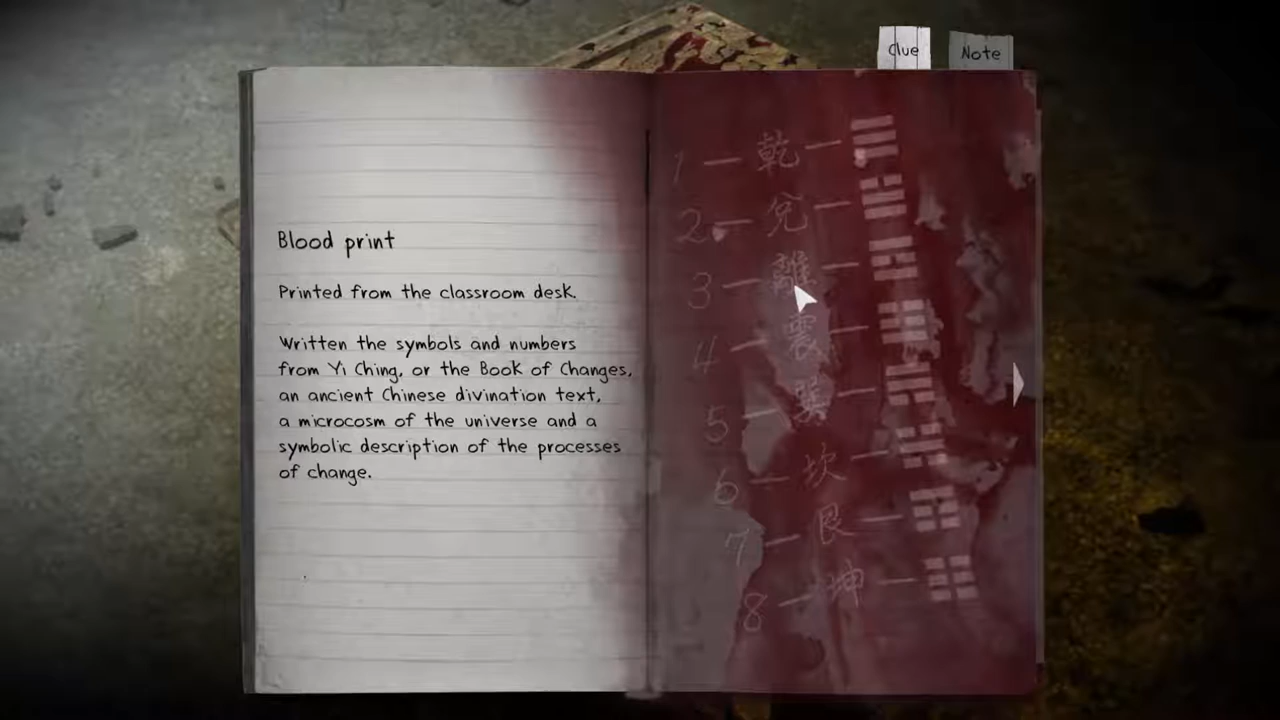 Clue
Note
Blood print
Printed from the classroom desk.
Written the symbols and numbers
from Yi Ching, or the Book of Changes,
an ancient Chinese divination text,
a microcosm of the universe and a
symbolic description of the processes
of change.
1 — 乾 — ☰
2 — 兌 — ☱
3 — 離 — ☲
4 — 震 — ☳
5 — 巽 — ☴
6 — 坎 — ☵
7 — 艮 — ☶
8 — 坤 — ☷